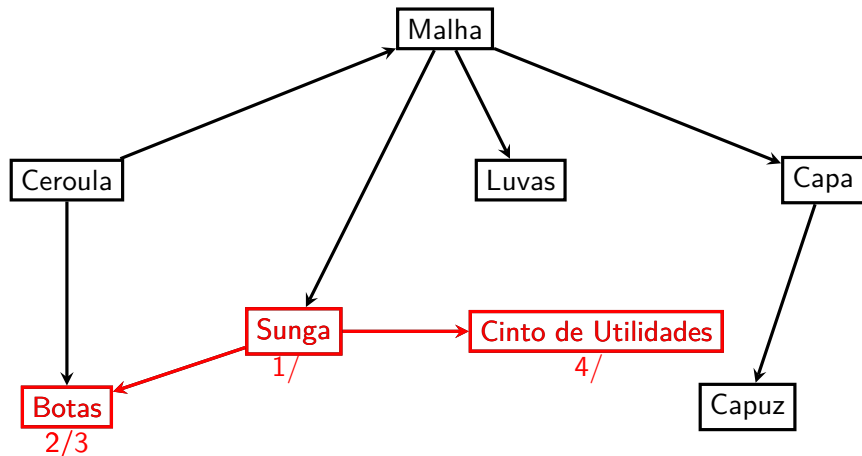 Malha
Ceroula
Luvas
Capa
Sunga
1/
Cinto de Utilidades
4/
Botas
2/3
Capuz